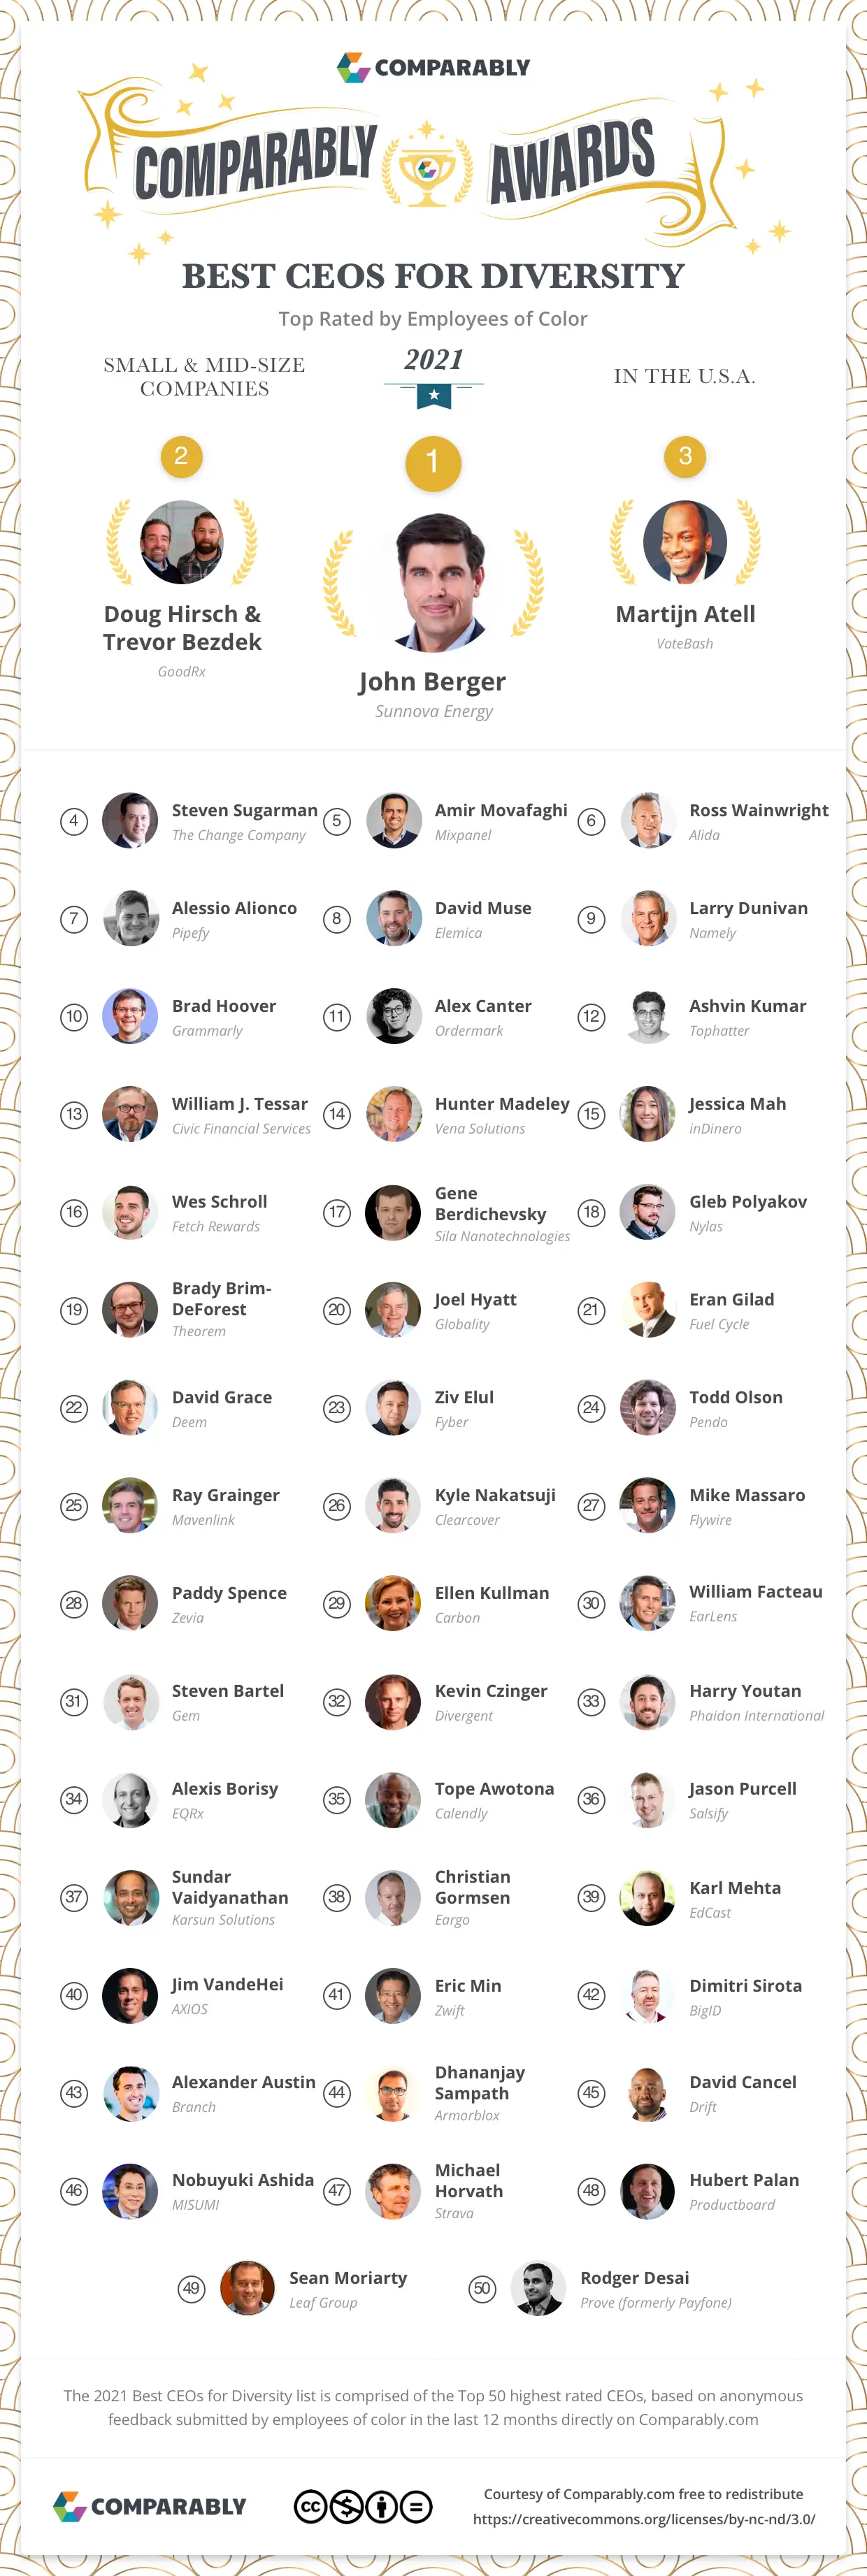 COMPARABLY
COMPARABLY AWARDS
BEST CEOS FOR DIVERSITY
Top Rated by Employees of Color
SMALL & MID-SIZE
COMPANIES
2021
IN THE U.S.A.
2
Doug Hirsch &
Trevor Bezdek
GoodRx
1
John Berger
Sunnova Energy
3
Martijn Atell
VoteBash
4
Steven Sugarman
The Change Company
5
Amir Movafaghi
Mixpanel
6
Ross Wainwright
Alida
7
Alessio Alionco
Pipefy
8
David Muse
Elemica
9
Larry Dunivan
Namely
10
Brad Hoover
Grammarly
11
Alex Canter
Ordermark
12
Ashvin Kumar
Tophatter
13
William J. Tessar
Civic Financial Services
14
Hunter Madeley
Vena Solutions
15
Jessica Mah
inDinero
16
Wes Schroll
Fetch Rewards
17
Gene
Berdichevsky
Sila Nanotechnologies
18
Gleb Polyakov
Nylas
19
Brady Brim-
DeForest
Theorem
20
Joel Hyatt
Globality
21
Eran Gilad
Fuel Cycle
22
David Grace
Deem
23
Ziv Elul
Fyber
24
Todd Olson
Pendo
25
Ray Grainger
Mavenlink
26
Kyle Nakatsuji
Clearcover
27
Mike Massaro
Flywire
28
Paddy Spence
Zevia
29
Ellen Kullman
Carbon
30
William Facteau
EarLens
31
Steven Bartel
Gem
32
Kevin Czinger
Divergent
33
Harry Youtan
Phaidon International
34
Alexis Borisy
EQRx
35
Tope Awotona
Calendly
36
Jason Purcell
Salsify
37
Sundar
Vaidyanathan
Karsun Solutions
38
Christian
Gormsen
Eargo
39
Karl Mehta
EdCast
40
Jim VandeHei
AXIOS
41
Eric Min
Zwift
42
Dimitri Sirota
BigID
43
Alexander Austin
Branch
44
Dhananjay
Sampath
Armorblox
45
David Cancel
Drift
46
Nobuyuki Ashida
MISUMI
47
Michael
Horvath
Strava
48
Hubert Palan
Productboard
49
Sean Moriarty
Leaf Group
50
Rodger Desai
Prove (formerly Payfone)
The 2021 Best CEOs for Diversity list is comprised of the Top 50 highest rated CEOs, based on anonymous
feedback submitted by employees of color in the last 12 months directly on Comparably.com
COMPARABLY
cc
Courtesy of Comparably.com free to redistribute
https://creativecommons.org/licenses/by-nc-nd/3.0/